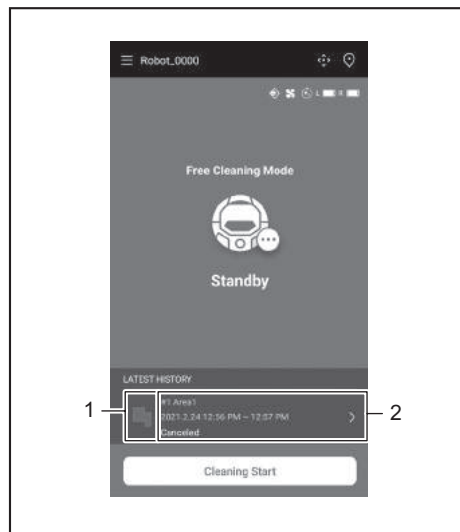 Robot_0000
L R
Free Cleaning Mode
Standby
LATEST HISTORY
#1 Area1
2021.2.24 12:56 PM ~ 12:57 PM
Canceled
1
2
Cleaning Start